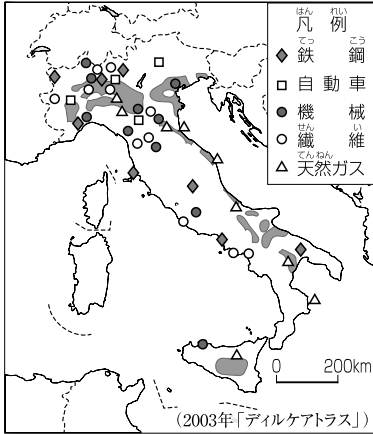 はん れい
凡 例
てっ こう
鉄 鋼
自 動 車
機 械
せん い
繊 維
てんねん
天然ガス
0 200km
(2003年「ディルケアトラス」)